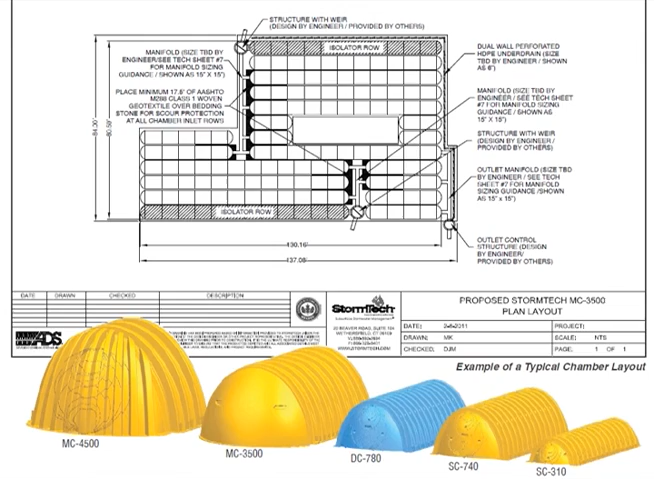 STRUCTURE WITH WEIR
(DESIGN BY ENGINEER / PROVIDED BY OTHERS)
ISOLATOR ROW
MANIFOLD (SIZE TBD BY
ENGINEER/SEE TECH SHEET #7
FOR MANIFOLD SIZING
GUIDANCE / SHOWN AS 15" X 15")
PLACE MINIMUM 17.5' OF AASHTO
M288 CLASS 1 WOVEN
GEOTEXTILE OVER BEDDING
STONE FOR SCOUR PROTECTION
AT ALL CHAMBER INLET ROWS
DUAL WALL PERFORATED
HDPE UNDERDRAIN (SIZE
TBD BY ENGINEER / SHOWN
AS 6")
MANIFOLD (SIZE TBD BY
ENGINEER / SEE TECH SHEET
#7 FOR MANIFOLD SIZING
GUIDANCE / SHOWN AS
15" X 15")
STRUCTURE WITH WEIR
(DESIGN BY ENGINEER /
PROVIDED BY OTHERS)
OUTLET MANIFOLD (SIZE TBD
BY ENGINEER / SEE TECH
SHEET #7 FOR MANIFOLD
SIZING GUIDANCE /SHOWN
AS 15" X 15")
OUTLET CONTROL
STRUCTURE (DESIGN
BY ENGINEER/
PROVIDED BY OTHERS)
ISOLATOR ROW
130.16'
137.08'
DATE DRAWN CHECKED DESCRIPTION
ADS
StormTech
PROPOSED STORMTECH MC-3500
PLAN LAYOUT
DATE: PROJECT:
DRAWN: MK SCALE: NTS
CHECKED: DJM PAGE: 1 OF 1
Example of a Typical Chamber Layout
MC-4500
MC-3500
DC-780
SC-740
SC-310